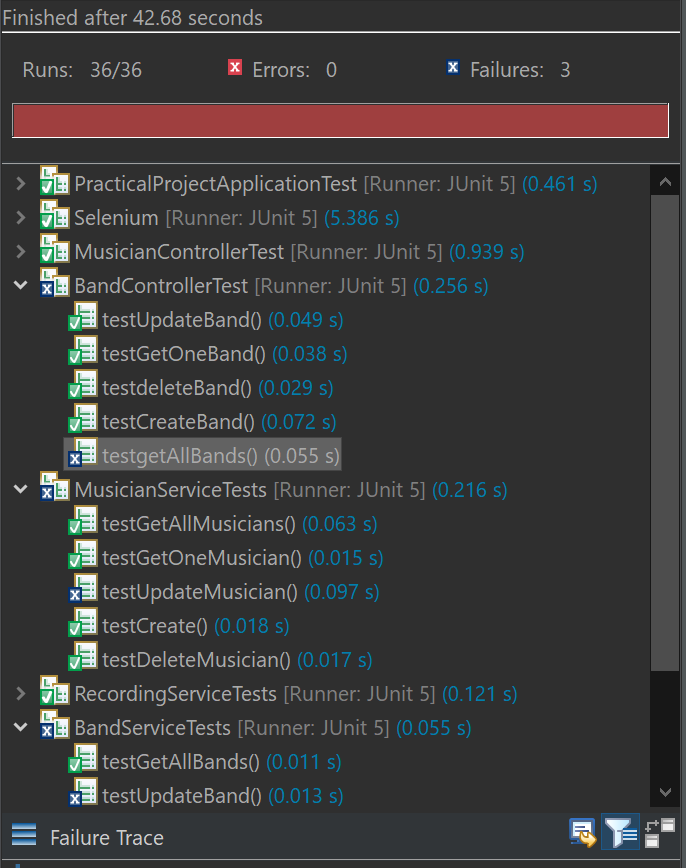 Finished after 42.68 seconds
Runs: 36/36 Errors: 0 Failures: 3
PracticalProjectApplicationTest [Runner: JUnit 5] (0.461 s)
Selenium [Runner: JUnit 5] (5.386 s)
MusicianControllerTest [Runner: JUnit 5] (0.939 s)
BandControllerTest [Runner: JUnit 5] (0.256 s)
testUpdateBand() (0.049 s)
testGetOneBand() (0.038 s)
testdeleteBand() (0.029 s)
testCreateBand() (0.072 s)
testgetAllBands() (0.055 s)
MusicianServiceTests [Runner: JUnit 5] (0.216 s)
testGetAllMusicians() (0.063 s)
testGetOneMusician() (0.015 s)
testUpdateMusician() (0.097 s)
testCreate() (0.018 s)
testDeleteMusician() (0.017 s)
RecordingServiceTests [Runner: JUnit 5] (0.121 s)
BandServiceTests [Runner: JUnit 5] (0.055 s)
testGetAllBands() (0.011 s)
testUpdateBand() (0.013 s)
Failure Trace